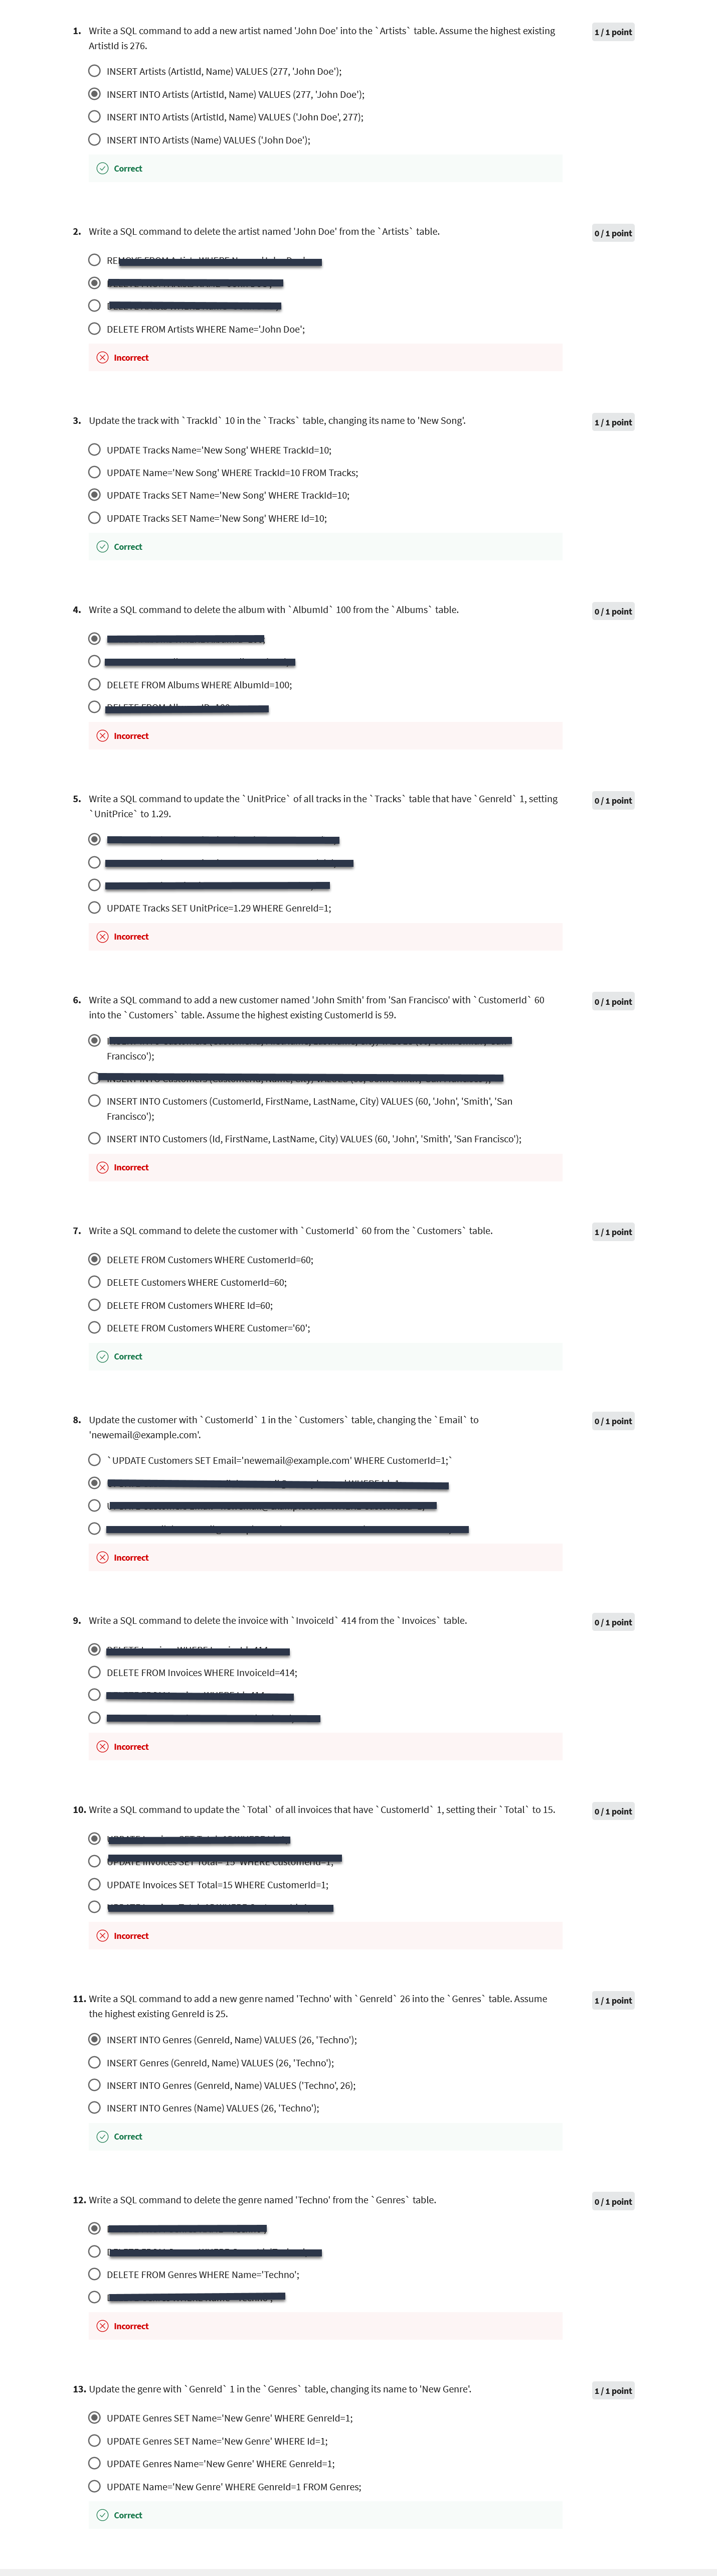 1. Write a SQL command to add a new artist named 'John Doe' into the `Artists` table. Assume the highest existing
1 / 1 point
ArtistId is 276.
INSERT Artists (ArtistId, Name) VALUES (277, 'John Doe');
INSERT INTO Artists (ArtistId, Name) VALUES (277, 'John Doe');
INSERT INTO Artists (ArtistId, Name) VALUES ('John Doe', 277);
INSERT INTO Artists (Name) VALUES ('John Doe');
Correct
2. Write a SQL command to delete the artist named 'John Doe' from the `Artists` table.
0 / 1 point
DELETE FROM Artists WHERE Name='John Doe';
Incorrect
3. Update the track with `TrackId` 10 in the `Tracks` table, changing its name to 'New Song'.
1 / 1 point
UPDATE Tracks Name='New Song' WHERE TrackId=10;
UPDATE Name='New Song' WHERE TrackId=10 FROM Tracks;
UPDATE Tracks SET Name='New Song' WHERE TrackId=10;
UPDATE Tracks SET Name='New Song' WHERE Id=10;
Correct
4. Write a SQL command to delete the album with `AlbumId` 100 from the `Albums` table.
0 / 1 point
DELETE FROM Albums WHERE AlbumId=100;
Incorrect
5. Write a SQL command to update the `UnitPrice` of all tracks in the `Tracks` table that have `GenreId` 1, setting
0 / 1 point
`UnitPrice` to 1.29.
UPDATE Tracks SET UnitPrice=1.29 WHERE GenreId=1;
Incorrect
6. Write a SQL command to add a new customer named 'John Smith' from 'San Francisco' with `CustomerId` 60
0 / 1 point
into the `Customers` table. Assume the highest existing CustomerId is 59.
Francisco');
INSERT INTO Customers (CustomerId, FirstName, LastName, City) VALUES (60, 'John', 'Smith', 'San
Francisco');
INSERT INTO Customers (Id, FirstName, LastName, City) VALUES (60, 'John', 'Smith', 'San Francisco');
Incorrect
7. Write a SQL command to delete the customer with `CustomerId` 60 from the `Customers` table.
1 / 1 point
DELETE FROM Customers WHERE CustomerId=60;
DELETE Customers WHERE CustomerId=60;
DELETE FROM Customers WHERE Id=60;
DELETE FROM Customers WHERE Customer='60';
Correct
8. Update the customer with `CustomerId` 1 in the `Customers` table, changing the `Email` to
0 / 1 point
'newemail@example.com'.
`UPDATE Customers SET Email='newemail@example.com' WHERE CustomerId=1;`
Incorrect
9. Write a SQL command to delete the invoice with `InvoiceId` 414 from the `Invoices` table.
0 / 1 point
DELETE FROM Invoices WHERE InvoiceId=414;
Incorrect
10. Write a SQL command to update the `Total` of all invoices that have `CustomerId` 1, setting their `Total` to 15.
0 / 1 point
UPDATE Invoices SET Total='15' WHERE CustomerId=1;
UPDATE Invoices SET Total=15 WHERE CustomerId=1;
Incorrect
11. Write a SQL command to add a new genre named 'Techno' with `GenreId` 26 into the `Genres` table. Assume
1 / 1 point
the highest existing GenreId is 25.
INSERT INTO Genres (GenreId, Name) VALUES (26, 'Techno');
INSERT Genres (GenreId, Name) VALUES (26, 'Techno');
INSERT INTO Genres (GenreId, Name) VALUES ('Techno', 26);
INSERT INTO Genres (Name) VALUES (26, 'Techno');
Correct
12. Write a SQL command to delete the genre named 'Techno' from the `Genres` table.
0 / 1 point
DELETE FROM Genres WHERE Name='Techno';
Incorrect
13. Update the genre with `GenreId` 1 in the `Genres` table, changing its name to 'New Genre'.
1 / 1 point
UPDATE Genres SET Name='New Genre' WHERE GenreId=1;
UPDATE Genres SET Name='New Genre' WHERE Id=1;
UPDATE Genres Name='New Genre' WHERE GenreId=1;
UPDATE Name='New Genre' WHERE GenreId=1 FROM Genres;
Correct